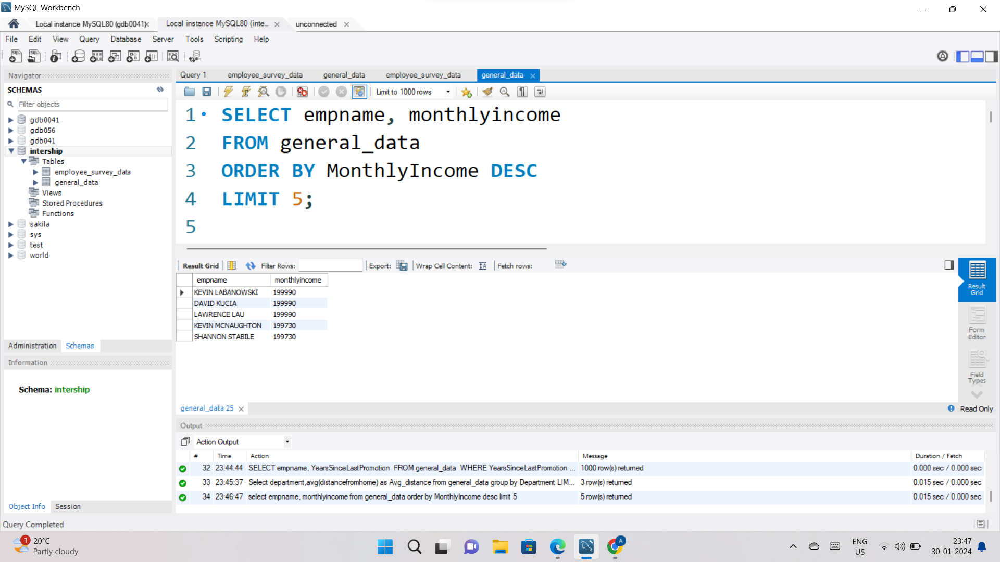 MySQL Workbench
Local instance MySQL80 (gdb0041)
Local instance MySQL80 (inte...
unconnected
File Edit View Query Database Server Tools Scripting Help
Navigator
SCHEMAS
Filter objects
gdb0041
gdb056
gdb041
intership
Tables
employee_survey_data
general_data
Views
Stored Procedures
Functions
sakila
sys
test
world
Administration Schemas
Information
Schema: intership
Object Info Session
Query 1 employee_survey_data general_data employee_survey_data general_data
Limit to 1000 rows
1 SELECT empname, monthlyincome
2 FROM general_data
3 ORDER BY MonthlyIncome DESC
4 LIMIT 5;
5
Result Grid Filter Rows: Export: Wrap Cell Content: Fetch rows:
empname monthlyincome
KEVIN LABANOWSKI 199990
DAVID KUCIA 199990
LAWRENCE LAU 199990
KEVIN MCNAUGHTON 199730
SHANNON STABILE 199730
Result
Grid
Form
Editor
Field
Types
general_data 25
Read Only
Output
Action Output
# Time Action Message Duration / Fetch
32 23:44:44 SELECT empname, YearsSinceLastPromotion FROM general_data WHERE YearsSinceLastPromotion ... 1000 row(s) returned 0.000 sec / 0.000 sec
33 23:45:37 Select department,avg(distancefromhome) as Avg_distance from general_data group by Department LIM... 3 row(s) returned 0.015 sec / 0.000 sec
34 23:46:47 select empname, monthlyincome from general_data order by MonthlyIncome desc limit 5 5 row(s) returned 0.015 sec / 0.000 sec
Query Completed
1
20°C
Partly cloudy
A
ENG
US
23:47
30-01-2024